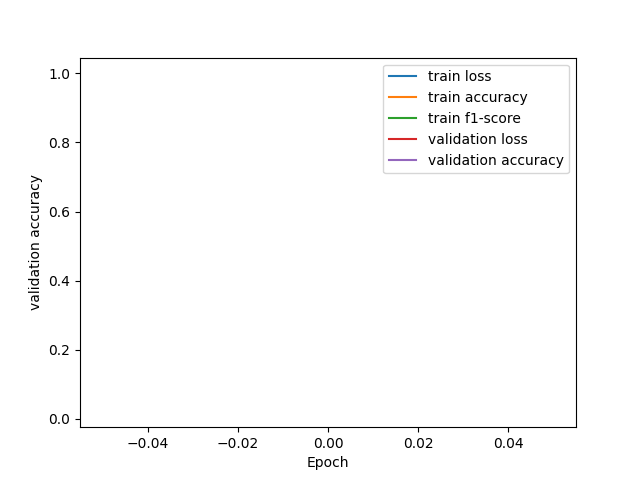 1.0
0.8
0.6
0.4
0.2
0.0
validation accuracy
train loss
train accuracy
train f1-score
validation loss
validation accuracy
−0.04 −0.02 0.00 0.02 0.04
Epoch